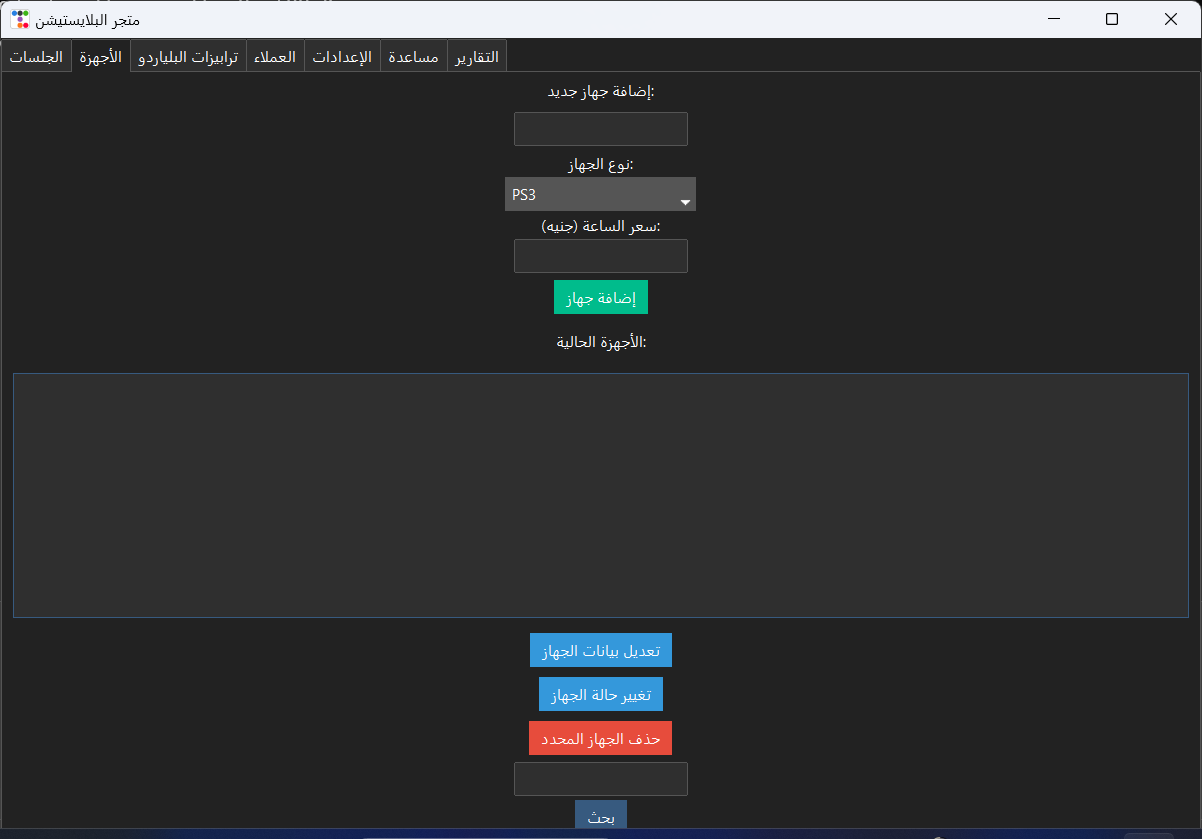 متجر البلايستيشن
الجلسات
الأجهزة
ترابيزات البلياردو
العملاء
الإعدادات
مساعدة
التقارير
إضافة جهاز جديد:
نوع الجهاز:
PS3
سعر الساعة (جنيه):
إضافة جهاز
الأجهزة الحالية:
تعديل بيانات الجهاز
تغيير حالة الجهاز
حذف الجهاز المحدد
بحث